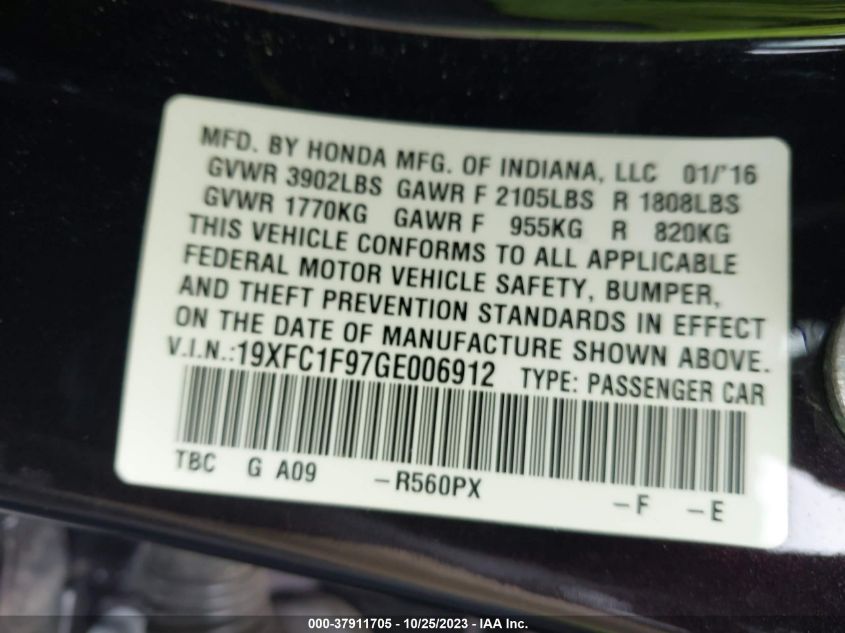 MFD. BY HONDA MFG. OF INDIANA, LLC 01/'16
GVWR 3902LBS GAWR F 2105LBS R 1808LBS
GVWR 1770KG GAWR F 955KG R 820KG
THIS VEHICLE CONFORMS TO ALL APPLICABLE
FEDERAL MOTOR VEHICLE SAFETY, BUMPER,
AND THEFT PREVENTION STANDARDS IN EFFECT
ON THE DATE OF MANUFACTURE SHOWN ABOVE.
V.I.N.:19XFC1F97GE006912 TYPE: PASSENGER CAR
TBC G A09 -R560PX -F -E
000-37911705 - 10/25/2023 - IAA Inc.